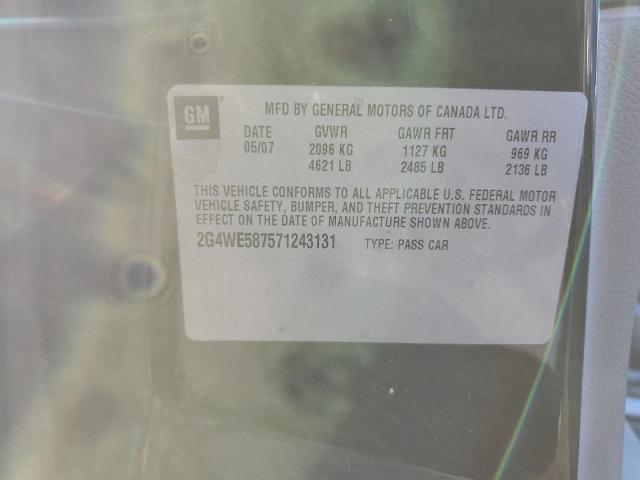 GM MFD BY GENERAL MOTORS OF CANADA LTD.
DATE GVWR GAWR FRT GAWR RR
05/07 2096 KG 1127 KG 969 KG
4621 LB 2485 LB 2136 LB
THIS VEHICLE CONFORMS TO ALL APPLICABLE U.S. FEDERAL MOTOR
VEHICLE SAFETY, BUMPER, AND THEFT PREVENTION STANDARDS IN
EFFECT ON THE DATE OF MANUFACTURE SHOWN ABOVE.
2G4WE587571243131 TYPE: PASS CAR